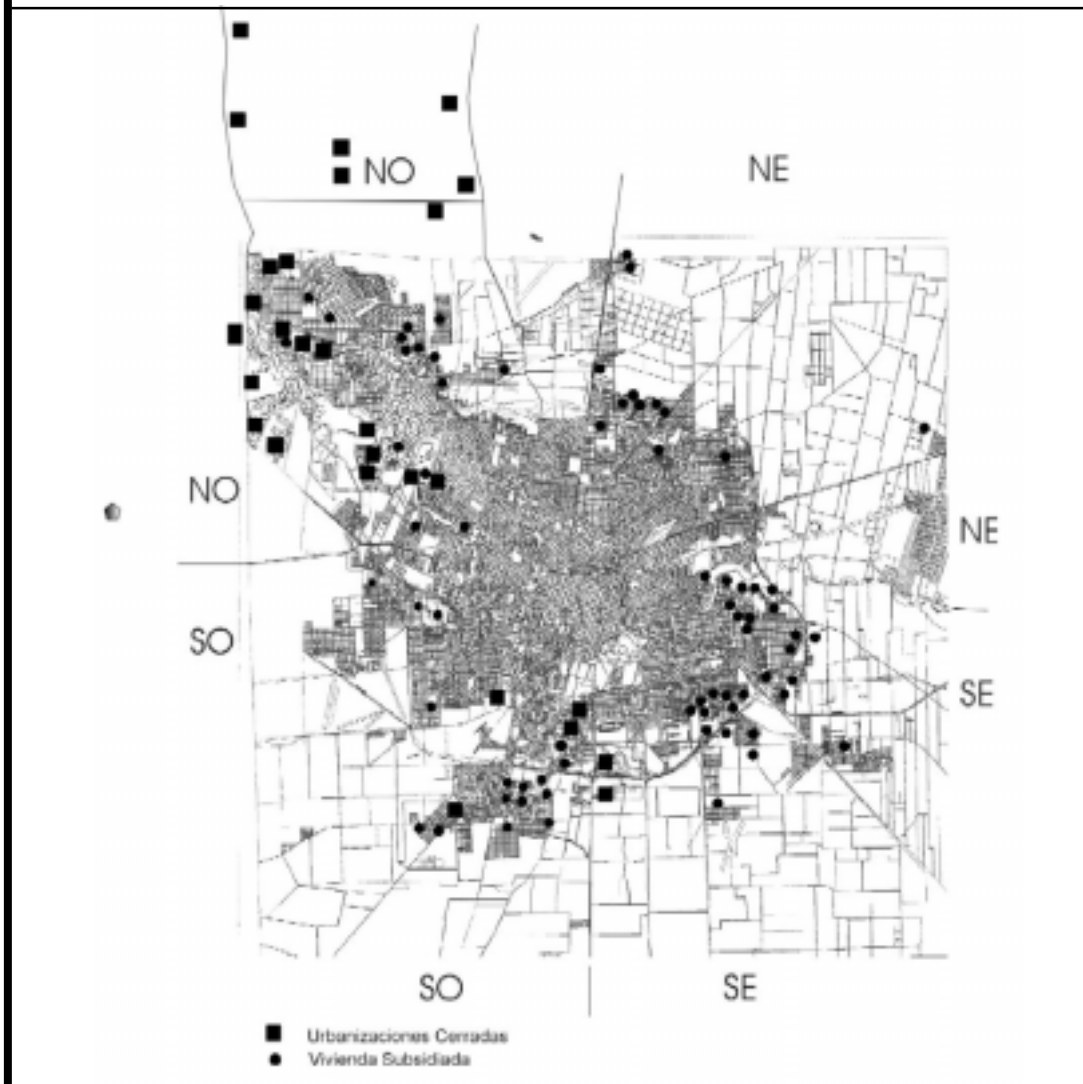 NO
NE
NO
NE
SO
SE
SO
SE
Urbanizaciones Cerradas
Vivienda Subsidiada